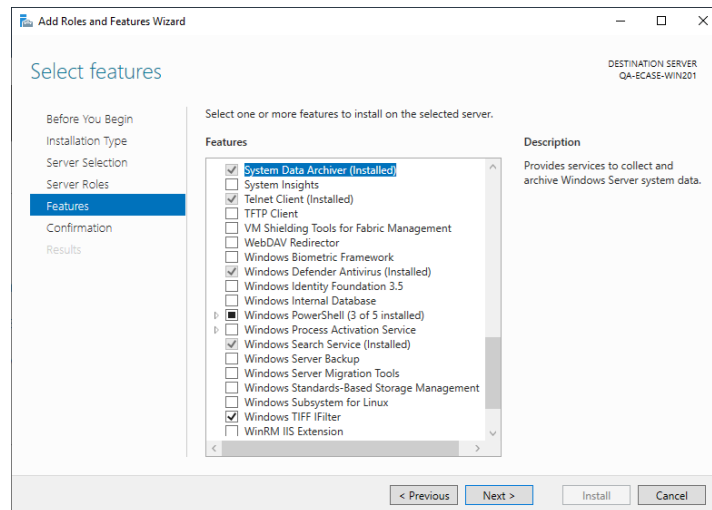 Add Roles and Features Wizard
Select features
DESTINATION SERVER
QA-ECASE-WIN201
Before You Begin
Installation Type
Server Selection
Server Roles
Features
Confirmation
Results
Select one or more features to install on the selected server.
Features
System Data Archiver (Installed)
System Insights
Telnet Client (Installed)
TFTP Client
VM Shielding Tools for Fabric Management
WebDAV Redirector
Windows Biometric Framework
Windows Defender Antivirus (Installed)
Windows Identity Foundation 3.5
Windows Internal Database
Windows PowerShell (3 of 5 installed)
Windows Process Activation Service
Windows Search Service (Installed)
Windows Server Backup
Windows Server Migration Tools
Windows Standards-Based Storage Management
Windows Subsystem for Linux
Windows TIFF IFilter
WinRM IIS Extension
Description
Provides services to collect and
archive Windows Server system data.
< Previous
Next >
Install
Cancel